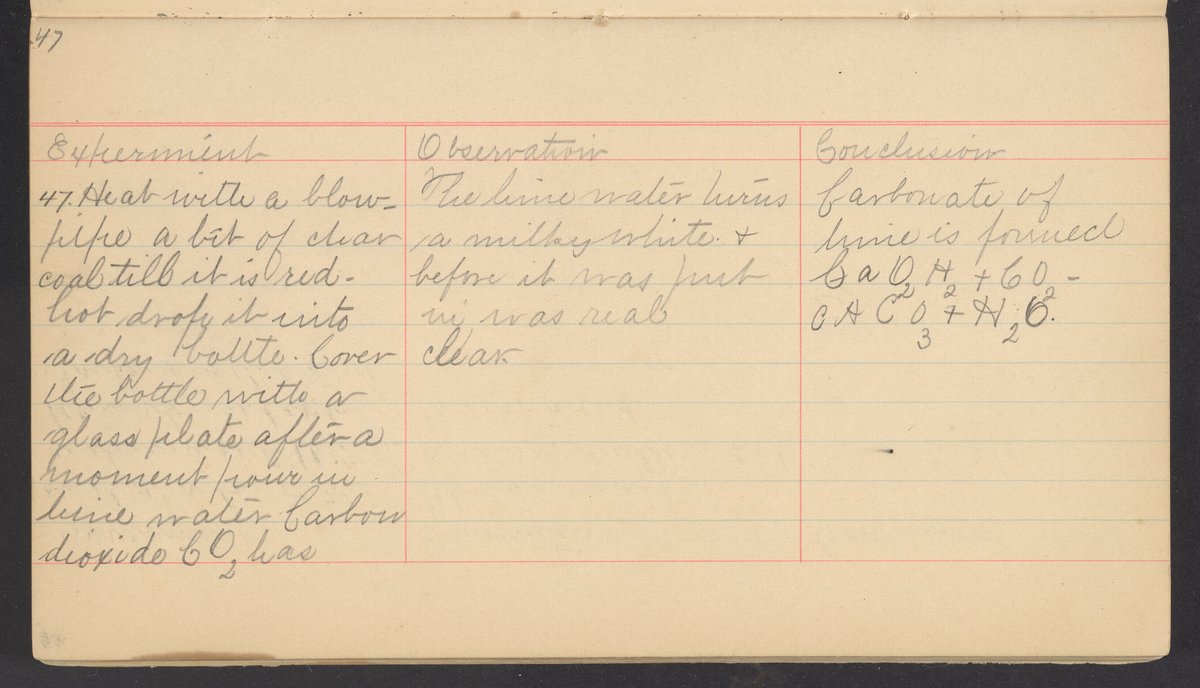 47
Experiment
47. Heat with a blow-
pipe a bit of char
coal till it is red-
hot drop it into
a dry bottle. Cover
the bottle with a
glass plate after a
moment pour in
lime water Carbon
dioxide CO2 has
Observation
The lime water turns
a milky white. &
before it was put
in was real
clear.
Conclusion
Carbonate of
lime is formed
CaO2H2 + CO2 -
CACO3 + H2O.